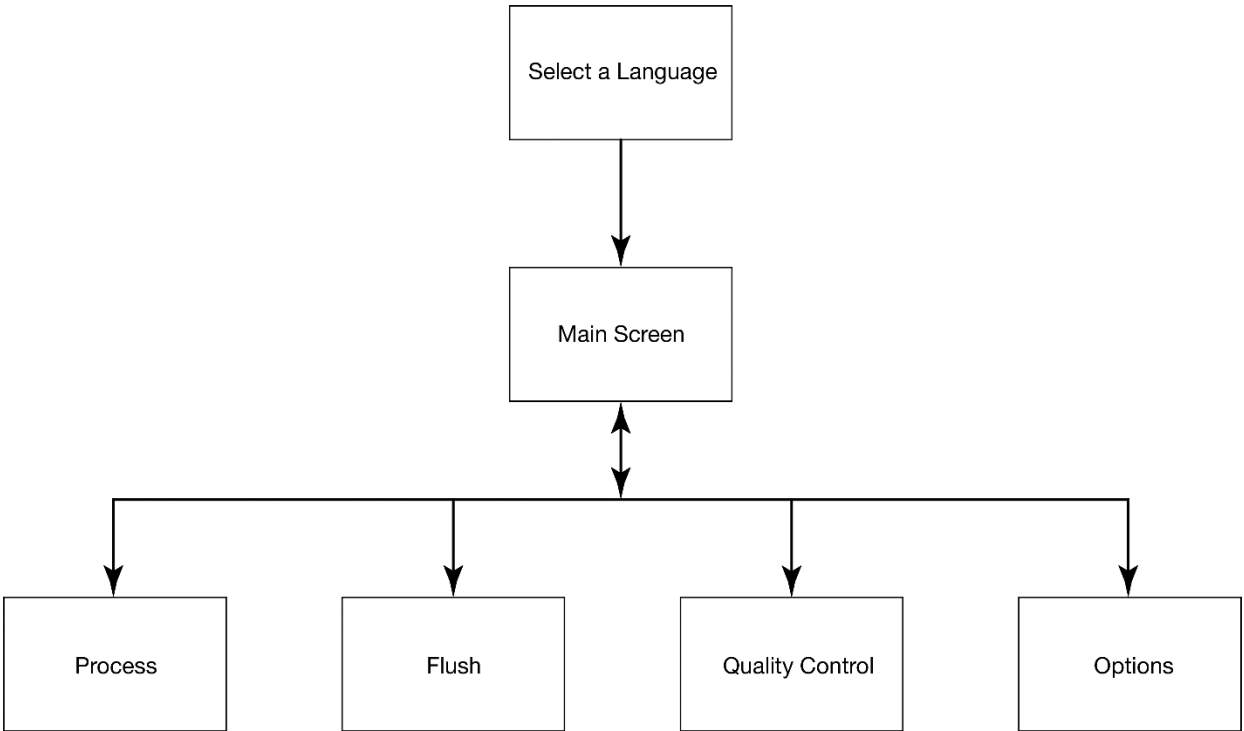 Select a Language
Main Screen
Process
Flush
Quality Control
Options